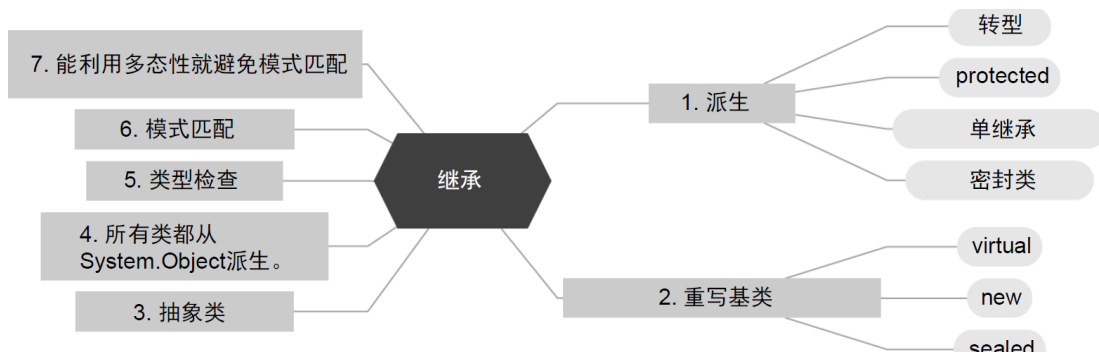 继承
1. 派生
转型
protected
单继承
密封类
2. 重写基类
virtual
new
sealed
3. 抽象类
4. 所有类都从
System.Object派生。
5. 类型检查
6. 模式匹配
7. 能利用多态性就避免模式匹配